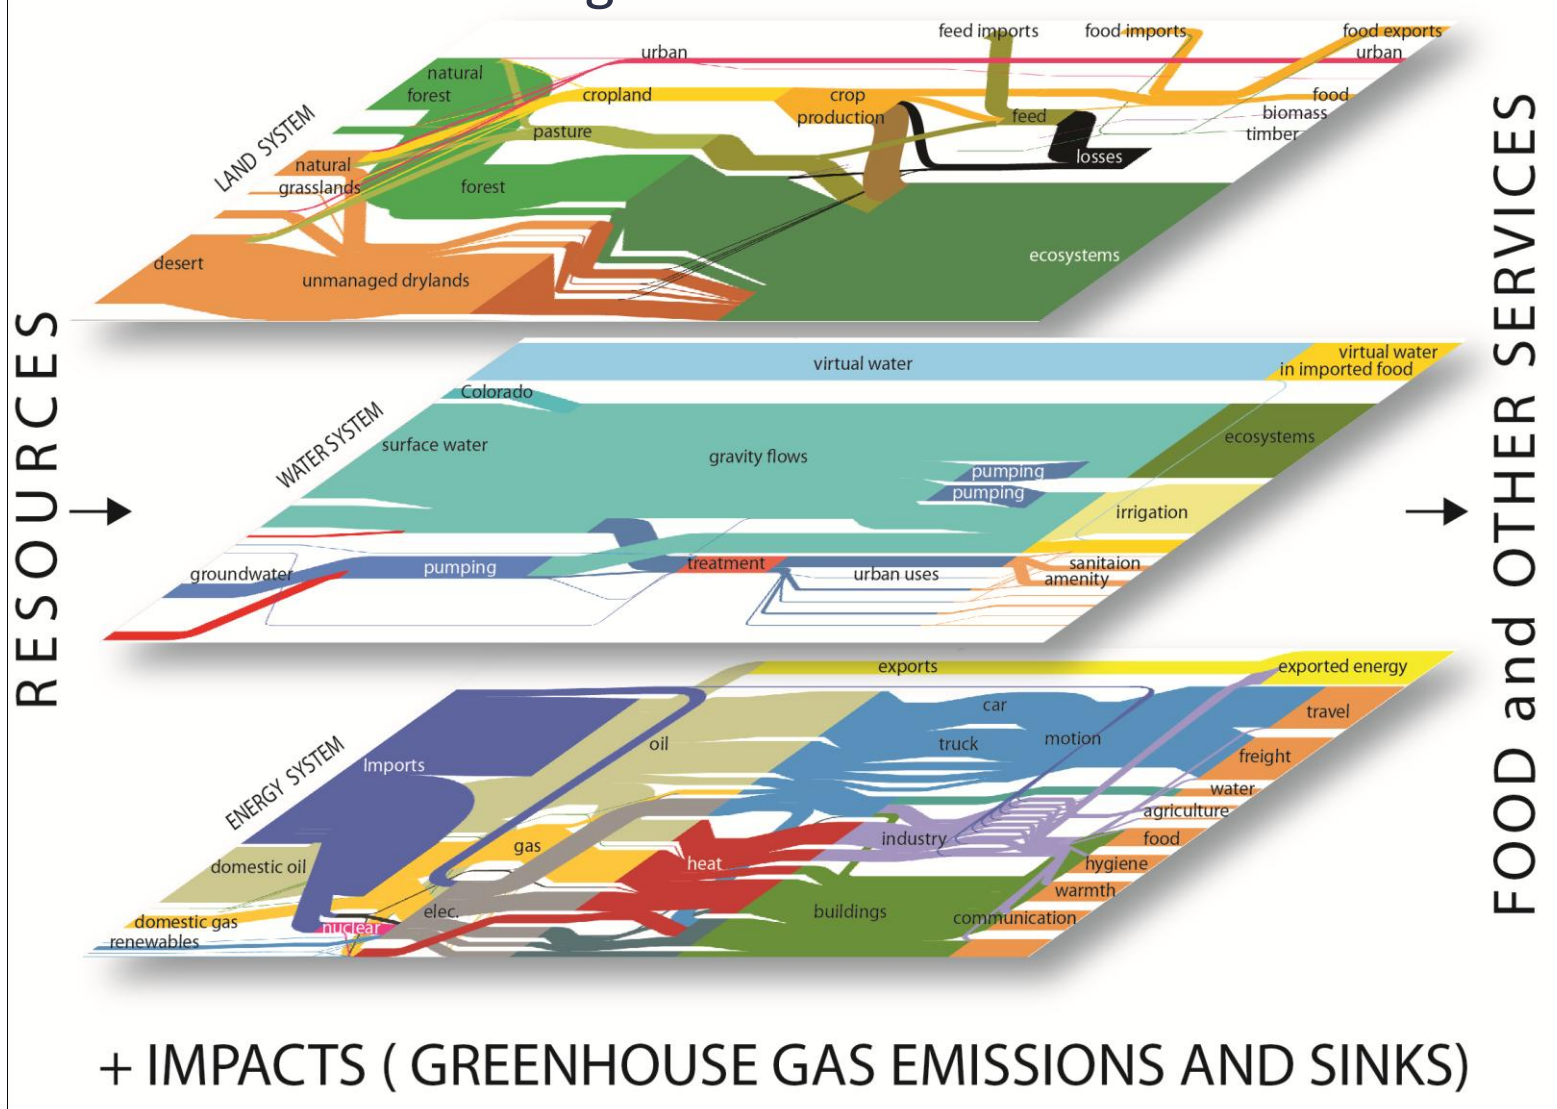 g
RESOURCES
FOOD and OTHER SERVICES
LAND SYSTEM
feed imports
food imports
food exports
urban
urban
natural
forest
cropland
crop
production
food
biomass
timber
feed
pasture
losses
natural
grasslands
forest
desert
unmanaged drylands
ecosystems
WATER SYSTEM
virtual water
virtual water
in imported food
Colorado
surface water
gravity flows
ecosystems
pumping
pumping
irrigation
groundwater
pumping
treatment
urban uses
sanitaion
amenity
ENERGY SYSTEM
exports
exported energy
car
travel
oil
truck
motion
freight
Imports
water
agriculture
domestic oil
gas
heat
industry
food
hygiene
warmth
elec.
buildings
communication
domestic gas
nuclear
renewables
+ IMPACTS ( GREENHOUSE GAS EMISSIONS AND SINKS)